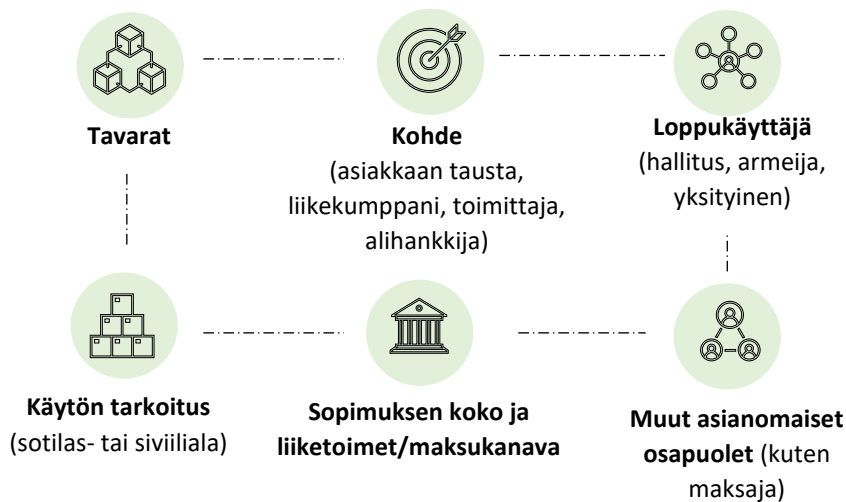 Tavarat
Kohde
(asiakkaan tausta,
liikekumppani, toimittaja,
alihankkija)
Loppukäyttäjä
(hallitus, armeija,
yksityinen)
Käytön tarkoitus
(sotilas- tai siviiliala)
Sopimuksen koko ja
liiketoimet/maksukanava
Muut asianomaiset
osapuolet (kuten
maksaja)